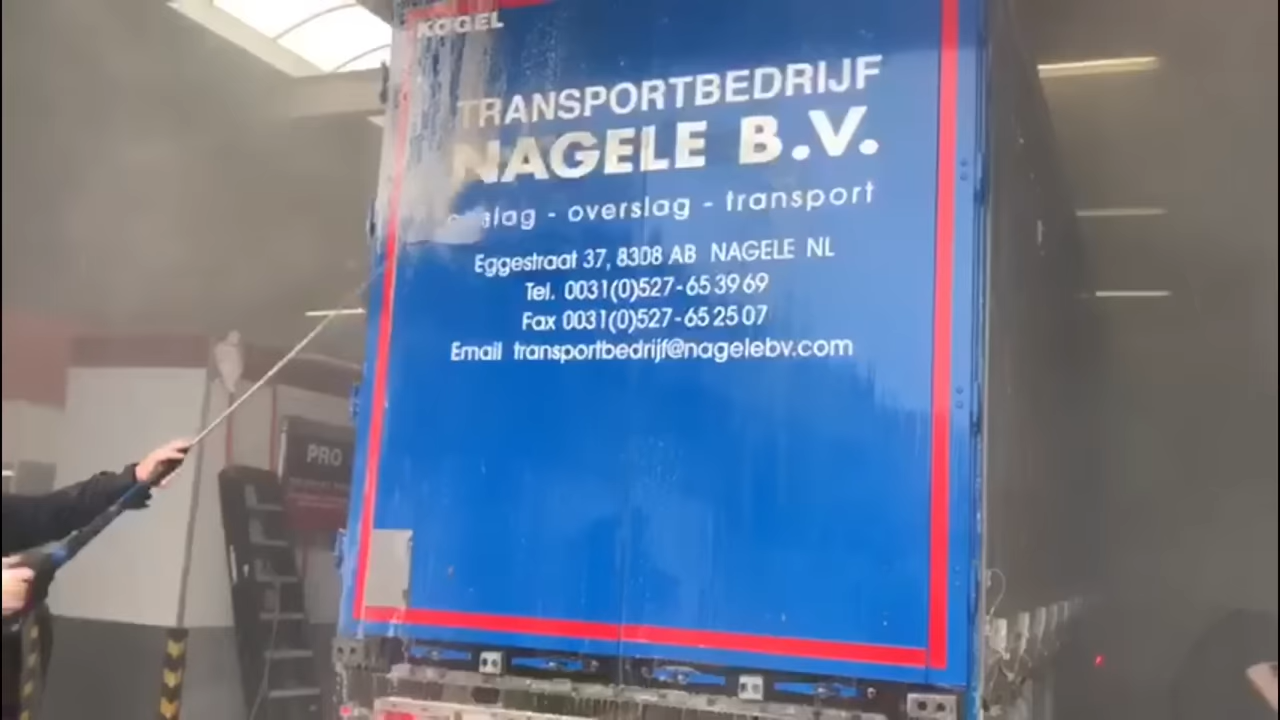 KÖGEL
TRANSPORTBEDRIJF
NAGELE B.V.
- overslag - transport
Eggestraat 37, 8308 AB NAGELE NL
Tel. 0031(0)527-65 39 69
Fax 0031(0)527-65 25 07
Email transportbedrijf@nagelebv.com
PRO